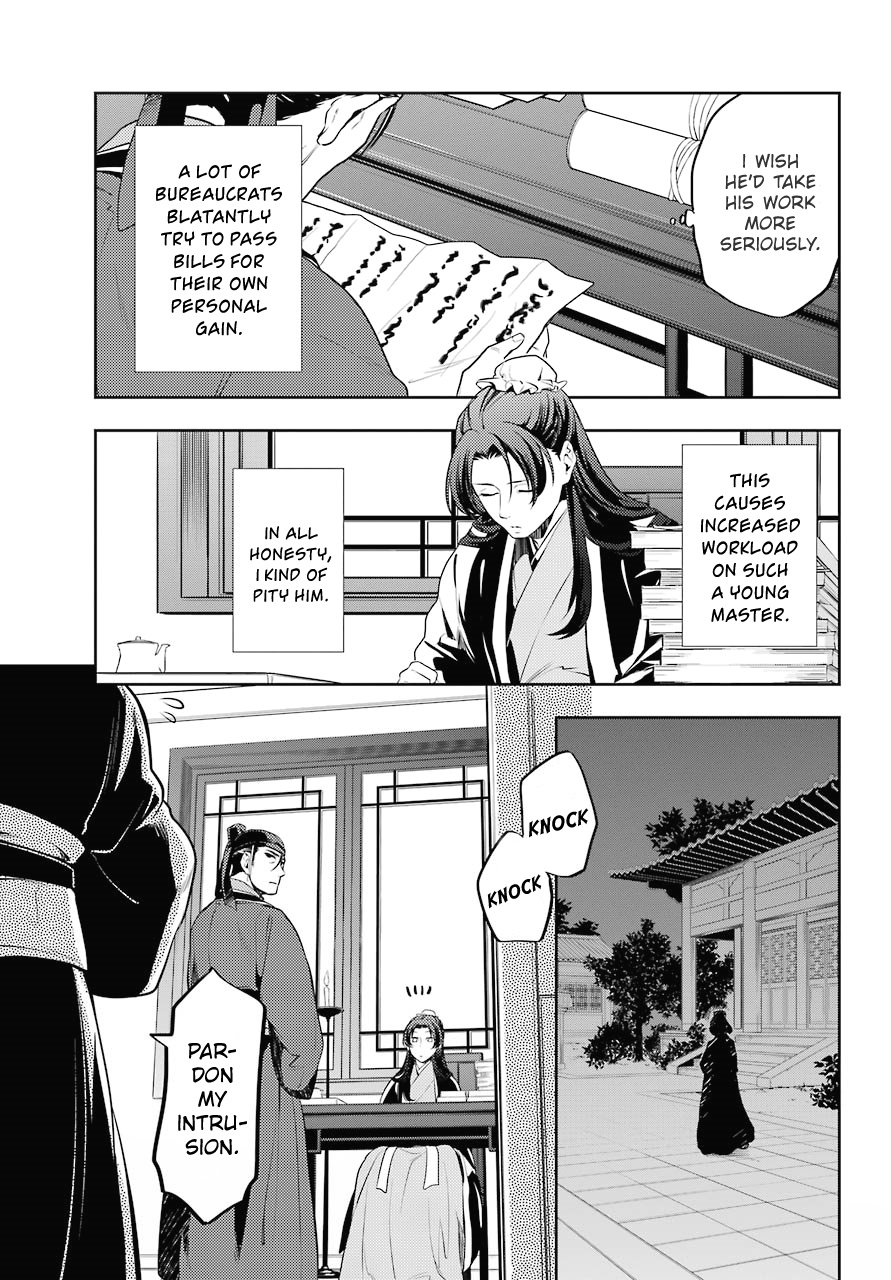 I WISH
HE'D TAKE
HIS WORK
MORE
SERIOUSLY.
A LOT OF
BUREAUCRATS
BLATANTLY
TRY TO PASS
BILLS FOR
THEIR OWN
PERSONAL
GAIN.
THIS
CAUSES
INCREASED
WORKLOAD
ON SUCH
A YOUNG
MASTER.
IN ALL
HONESTY,
I KIND OF
PITY HIM.
KNOCK
KNOCK
PAR-
DON
MY
INTRU-
SION.